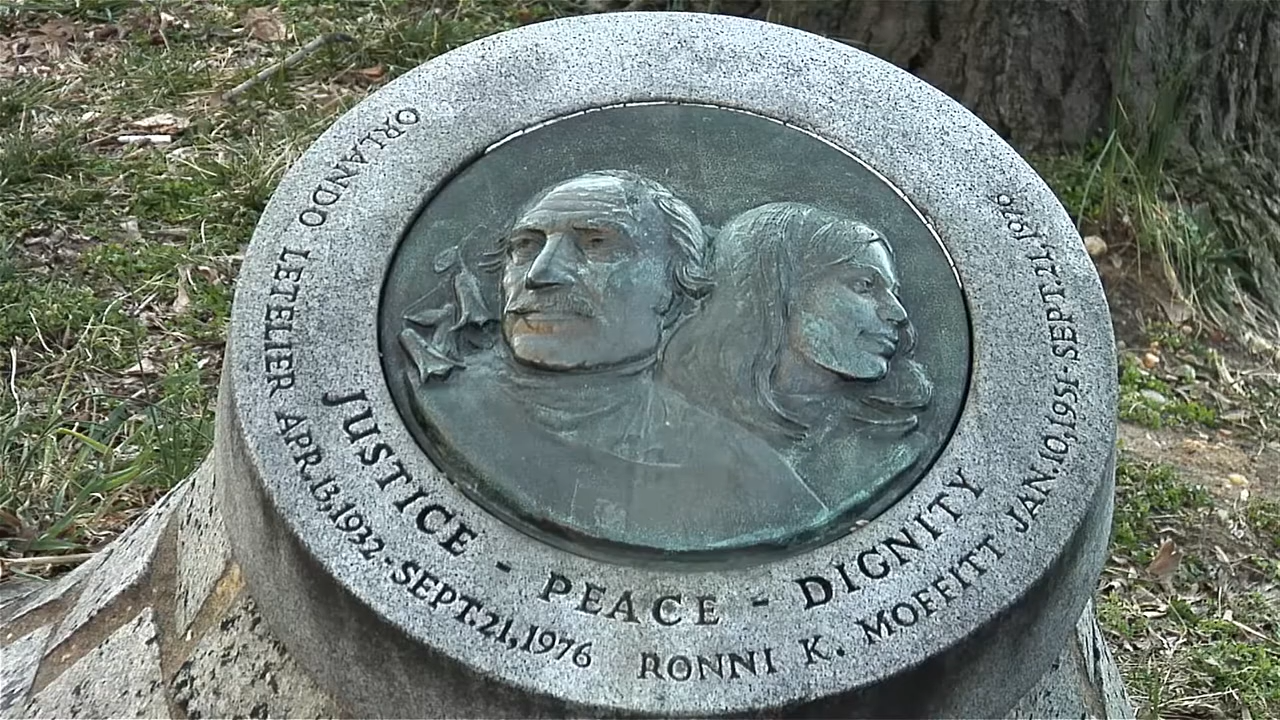 JUSTICE - PEACE - DIGNITY
ORLANDO LETELIER APR.13,1932-SEPT.21,1976
RONNI K. MOFFITT JAN.10,1951-SEPT.21,1976